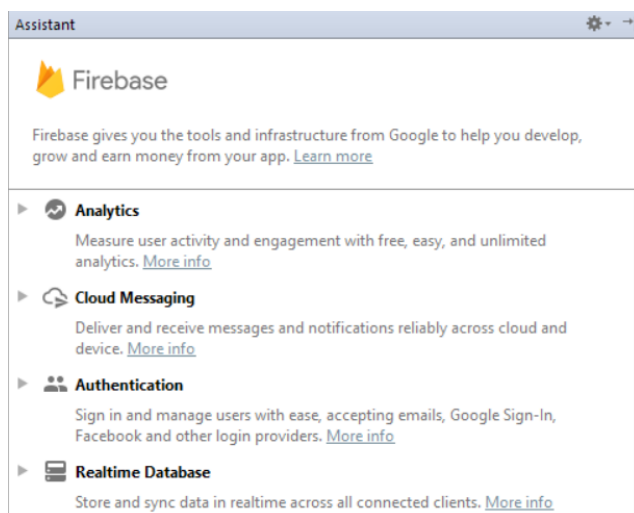 Assistant
Firebase
Firebase gives you the tools and infrastructure from Google to help you develop,
grow and earn money from your app. Learn more
Analytics
Measure user activity and engagement with free, easy, and unlimited
analytics. More info
Cloud Messaging
Deliver and receive messages and notifications reliably across cloud and
device. More info
Authentication
Sign in and manage users with ease, accepting emails, Google Sign-In,
Facebook and other login providers. More info
Realtime Database
Store and sync data in realtime across all connected clients. More info